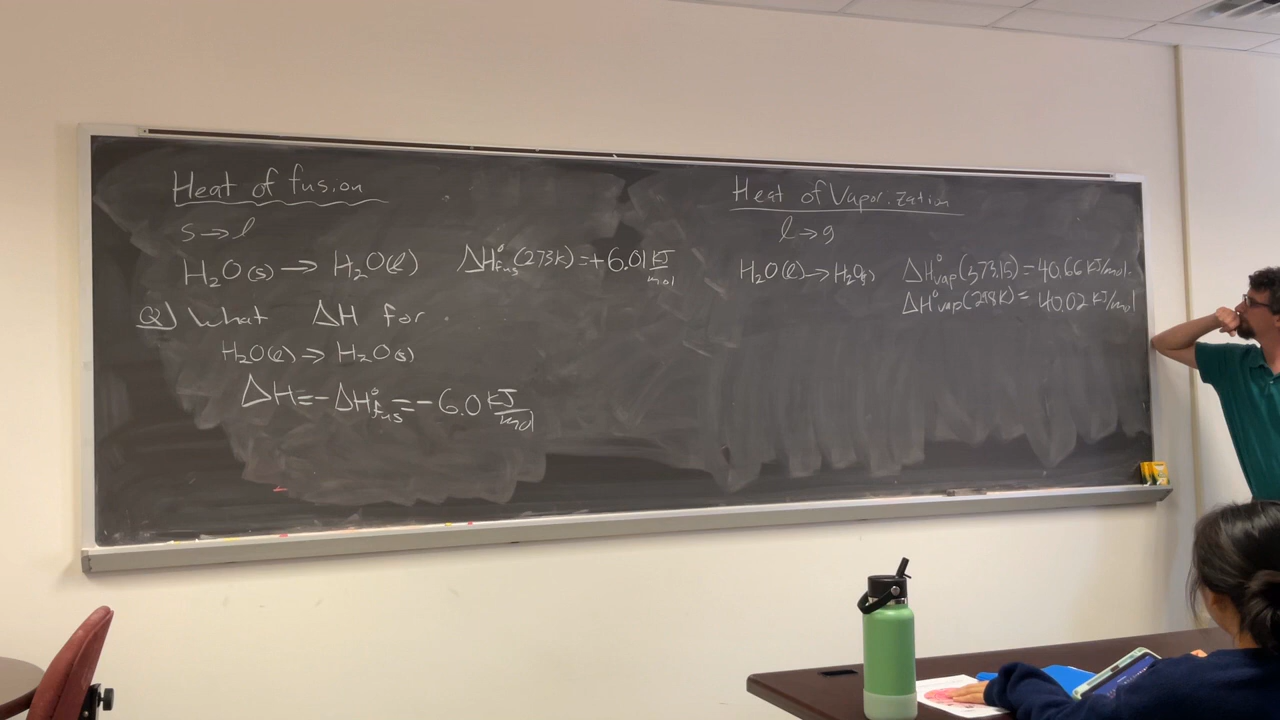 Heat of fusion
s → l
H₂O(s) → H₂O(l) ΔH°fus(273K) = +6.01 KJ/mol
Q) What ΔH for
H₂O(l) → H₂O(s)
ΔH = -ΔH°fus = -6.0 KJ/mol
Heat of Vaporization
l → g
H₂O(l) → H₂O(g) ΔH°vap(373.15) = 40.66 KJ/mol.
ΔH°vap(298K) = 40.02 KJ/mol